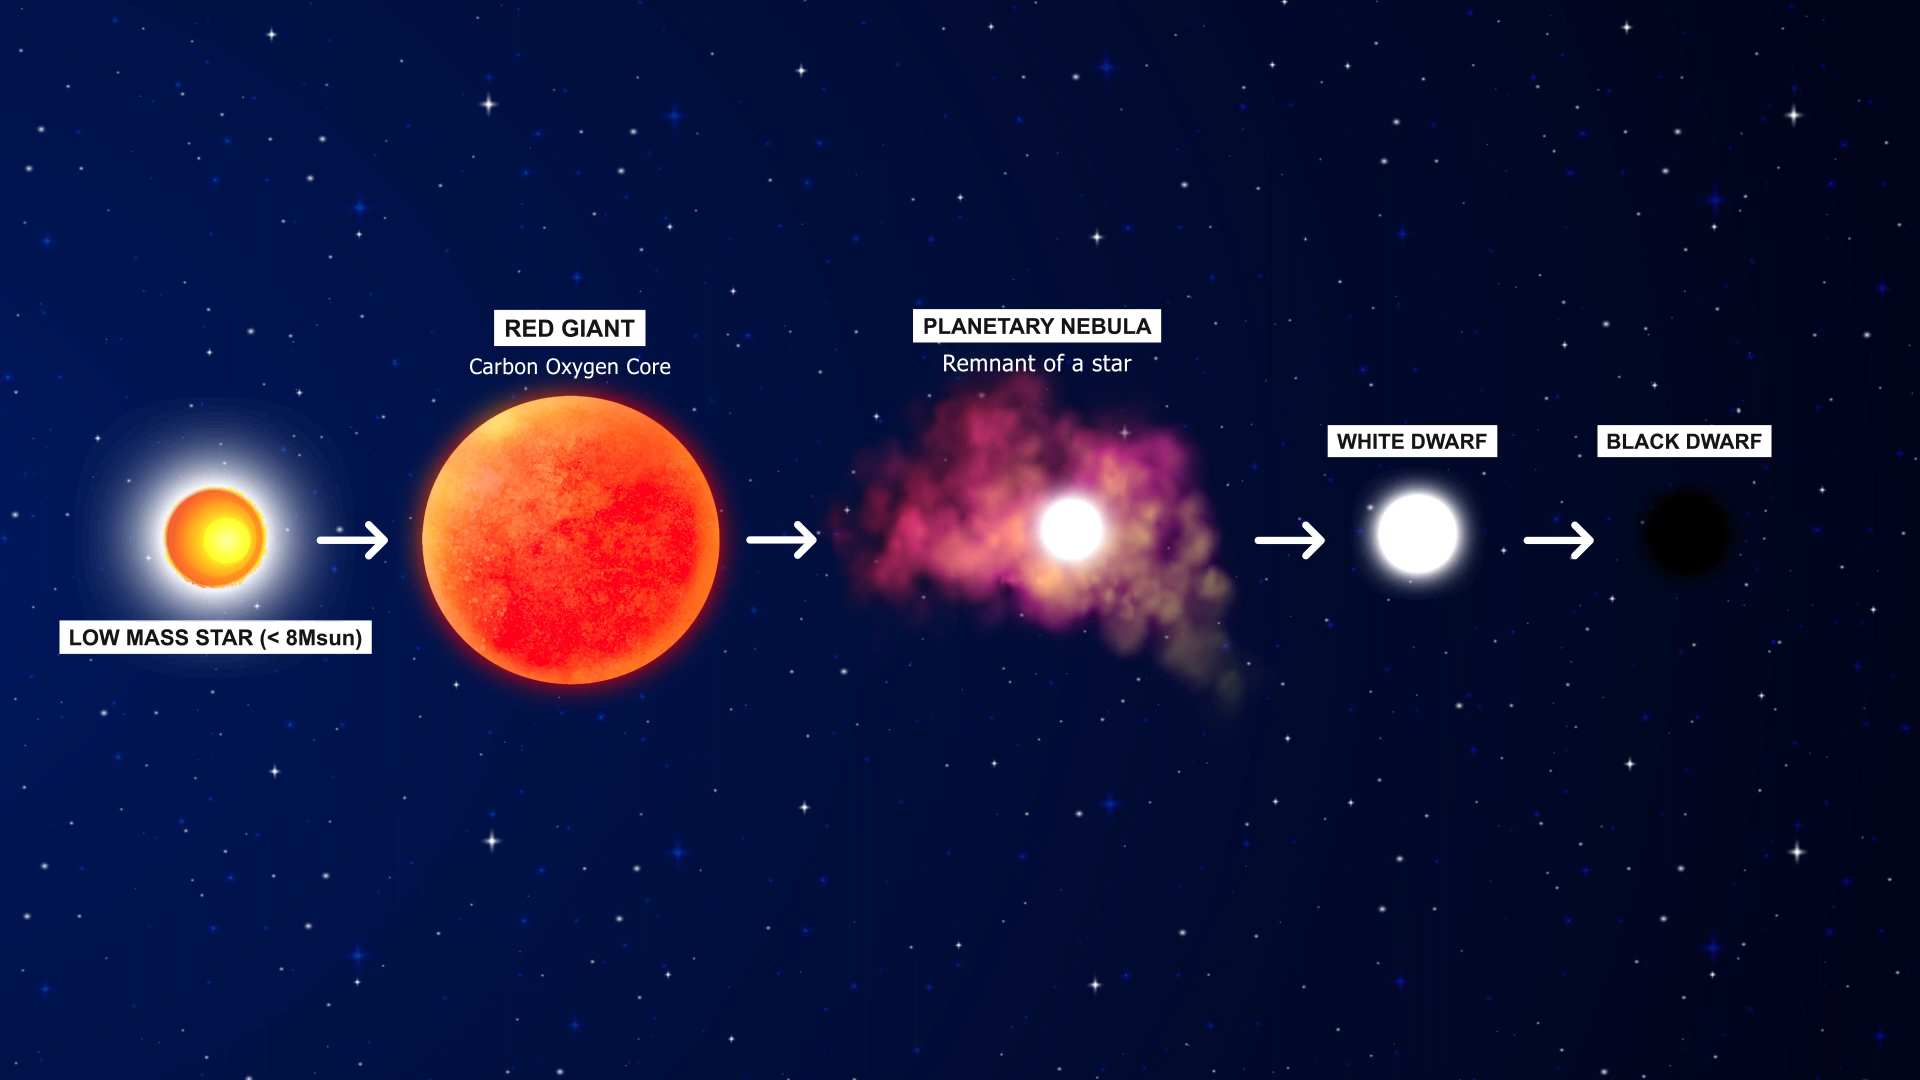 RED GIANT
Carbon Oxygen Core
PLANETARY NEBULA
Remnant of a star
WHITE DWARF
BLACK DWARF
LOW MASS STAR (< 8Msun)